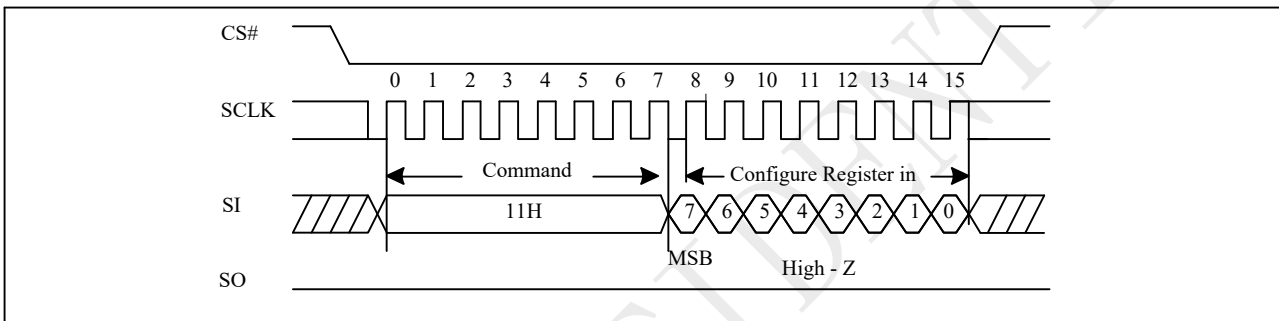 CS#
0 1 2 3 4 5 6 7 8 9 10 11 12 13 14 15
SCLK
Command
Configure Register in
SI
11H
7 6 5 4 3 2 1 0
MSB
High - Z
SO